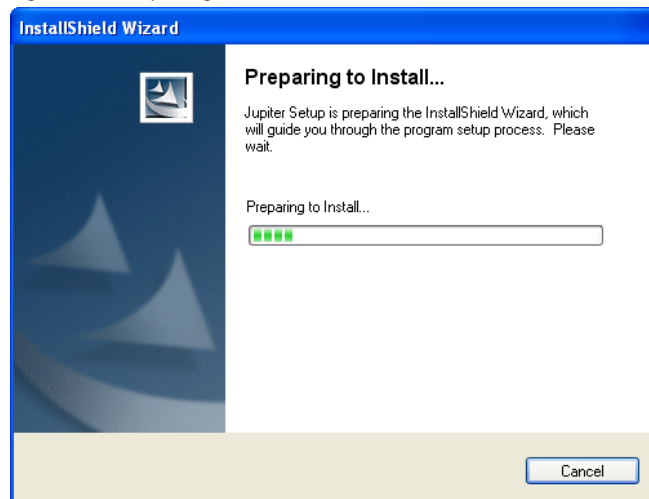 InstallShield Wizard
Preparing to Install...
Jupiter Setup is preparing the InstallShield Wizard, which
will guide you through the program setup process.  Please
wait.
Preparing to Install...
Cancel